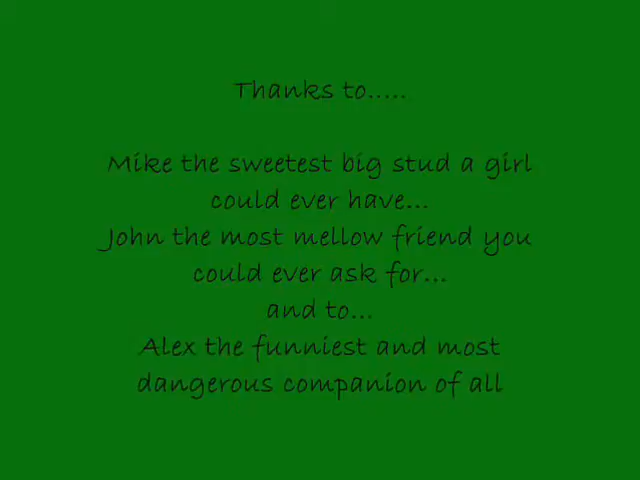 Thanks to.....
Mike the sweetest big stud a girl
could ever have...
John the most mellow friend you
could ever ask for...
and to...
Alex the funniest and most
dangerous companion of all